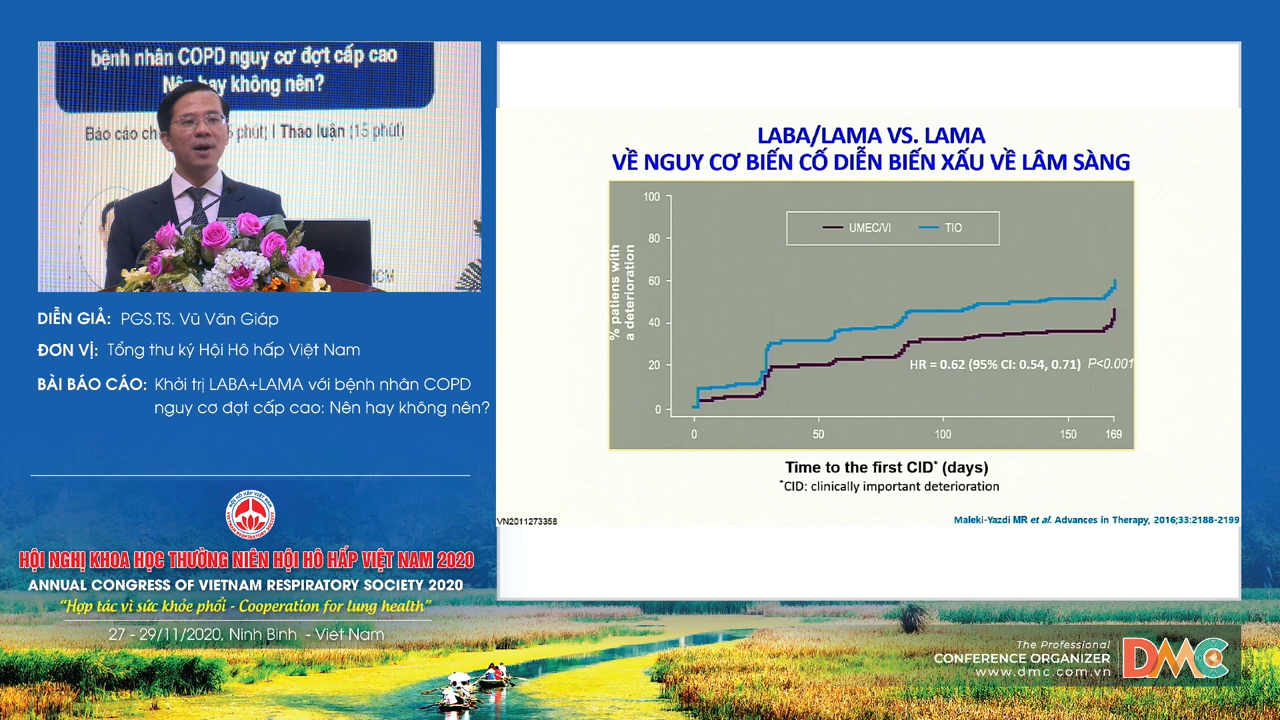 bệnh nhân COPD nguy cơ đợt cấp cao
Nên hay không nên?
Báo cáo phút; I Thảo luận (15 phút)
HCM
DIỄN GIẢ: PGS.TS. Vũ Văn Giáp
ĐƠN VỊ: Tổng thư ký Hội Hô hấp Việt Nam
BÀI BÁO CÁO: Khởi trị LABA+LAMA với bệnh nhân COPD
nguy cơ đợt cấp cao: Nên hay không nên?
HỘI NGHỊ KHOA HỌC THƯỜNG NIÊN HỘI HÔ HẤP VIỆT NAM 2020
ANNUAL CONGRESS OF VIETNAM RESPIRATORY SOCIETY 2020
"Hợp tác vì sức khỏe phổi - Cooperation for lung health"
27 - 29/11/2020, Ninh Bình - Việt Nam
LABA/LAMA VS. LAMA
VỀ NGUY CƠ BIẾN CỐ DIỄN BIẾN XẤU VỀ LÂM SÀNG
% patiens with
a deterioration
100
80
60
40
20
0
UMEC/VI TIO
HR = 0.62 (95% CI: 0.54, 0.71) P<0.001
0 50 100 150 169
Time to the first CID* (days)
*CID: clinically important deterioration
VN2011273358
Maleki-Yazdi MR et al. Advances in Therapy, 2016;33:2188-2199
The Professional
CONFERENCE ORGANIZER
www.dmc.com.vn
DMC